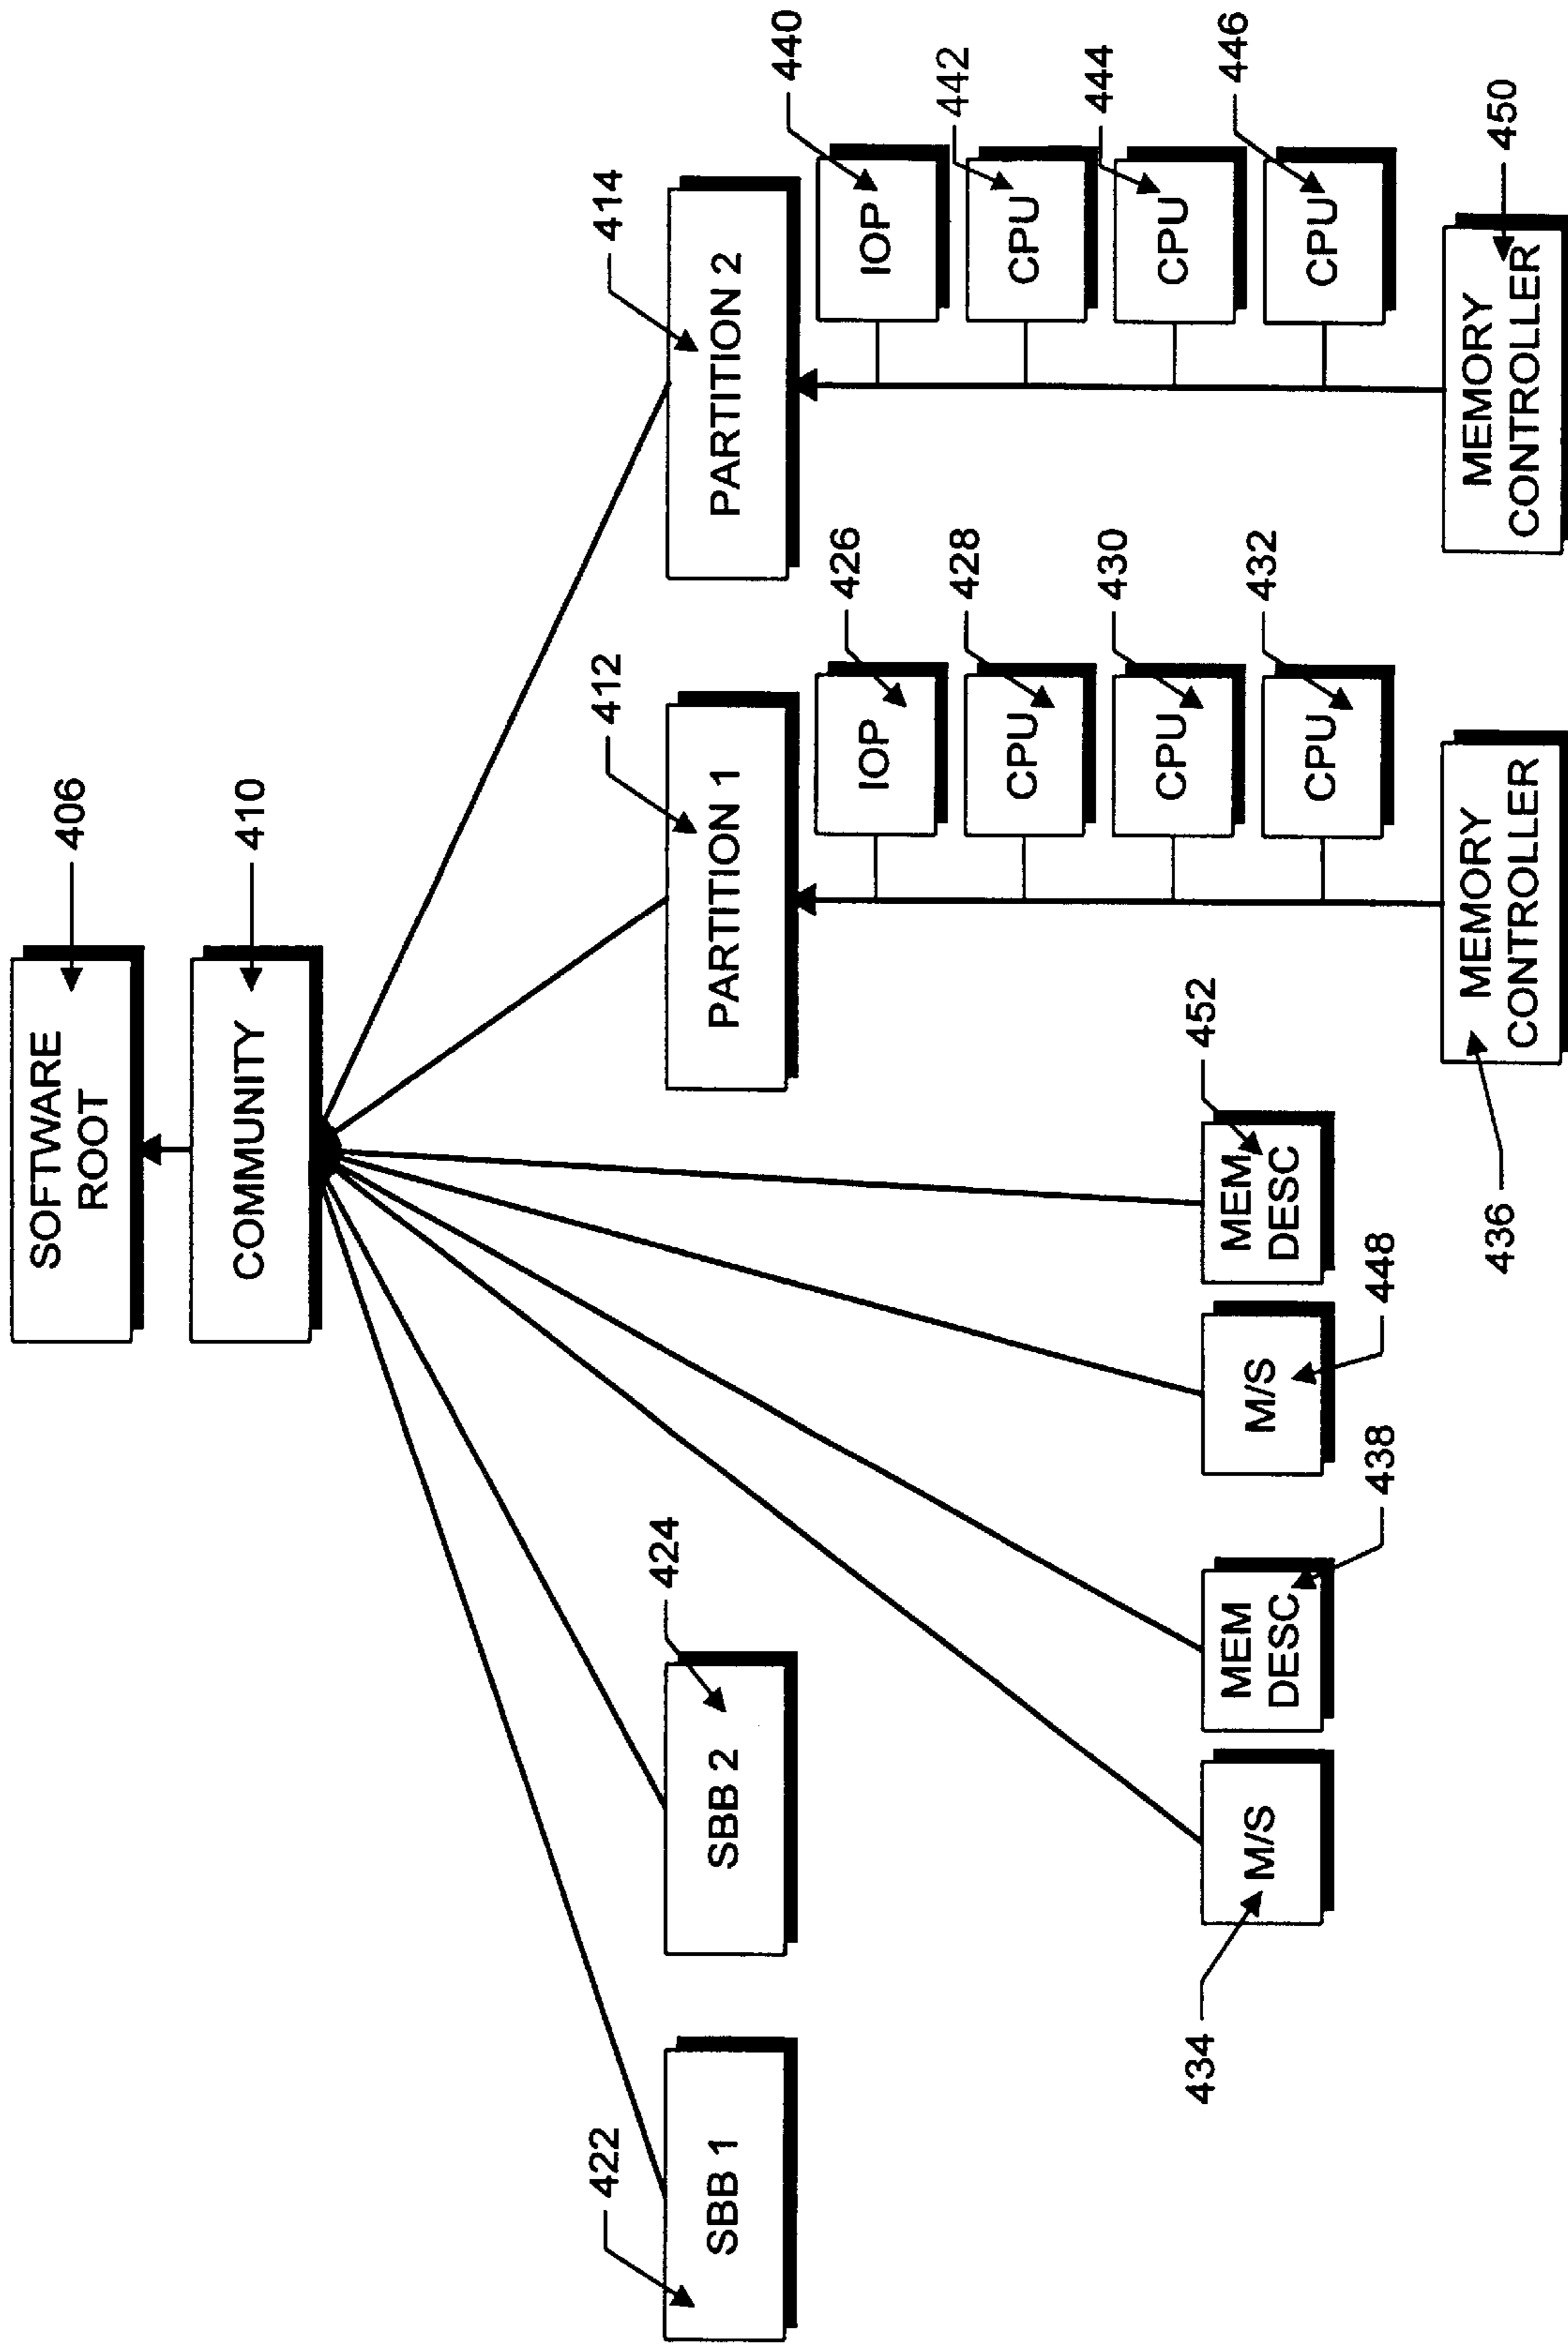 SOFTWARE
ROOT
406
COMMUNITY
410
422
SBB 1
SBB 2
424
PARTITION 1
412
PARTITION 2
414
IOP
426
CPU
428
CPU
430
CPU
432
IOP
440
CPU
442
CPU
444
CPU
446
434
M/S
MEM
DESC
438
M/S
448
MEM
DESC
452
436
MEMORY
CONTROLLER
MEMORY
CONTROLLER
450